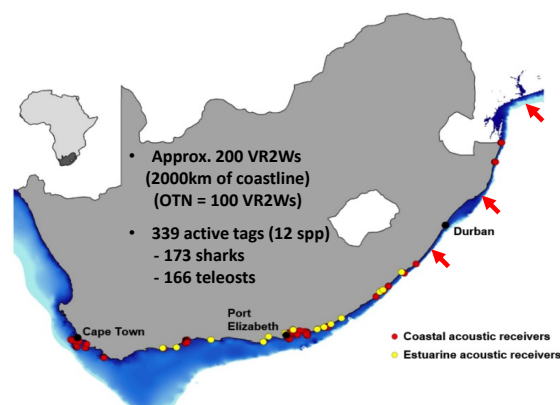 • Approx. 200 VR2Ws
(2000km of coastline)
(OTN = 100 VR2Ws)
• 339 active tags (12 spp)
- 173 sharks
- 166 teleosts
Durban
Port
Elizabeth
Cape Town
Coastal acoustic receivers
Estuarine acoustic receivers